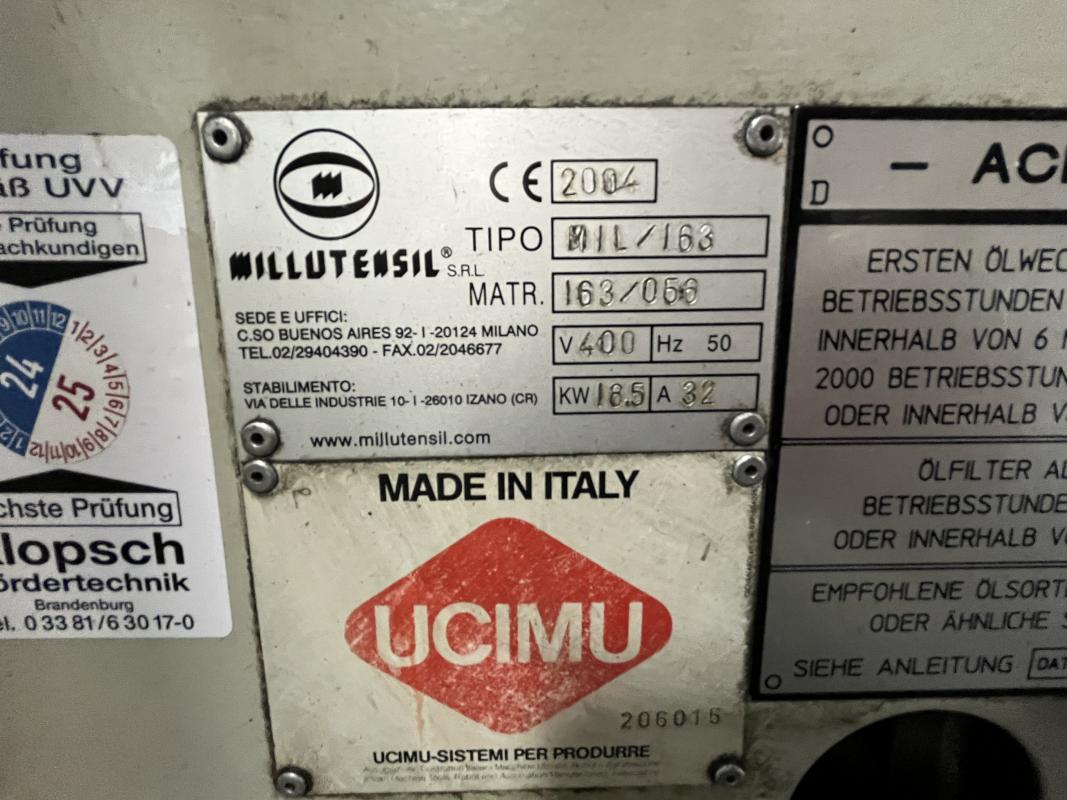 fung
äß UVV
Prüfung
achkundigen
9 10 11 12
24
1 2 3 4 5 6 7 8 9 10 11 12
25
chste Prüfung
lopsch
ördertechnik
Brandenburg
el. 0 33 81/6 30 17-0
MILLUTENSIL® S.R.L.
CE 2004
TIPO MIL/163
MATR. 163/056
SEDE E UFFICI:
C.SO BUENOS AIRES 92-I-20124 MILANO
TEL.02/29404390 - FAX.02/2046677
V 400 Hz 50
STABILIMENTO:
VIA DELLE INDUSTRIE 10-I-26010 IZANO (CR)
KW 18.5 A 32
www.millutensil.com
MADE IN ITALY
UCIMU
206015
UCIMU-SISTEMI PER PRODURRE
D
- AC
ERSTEN ÖLWEC
BETRIEBSSTUNDEN
INNERHALB VON 6
2000 BETRIEBSSTUN
ODER INNERHALB V
ÖLFILTER A
BETRIEBSSTUNDE
ODER INNERHALB V
EMPFOHLENE ÖLSORTE
ODER ÄHNLICHE S
SIEHE ANLEITUNG DAT